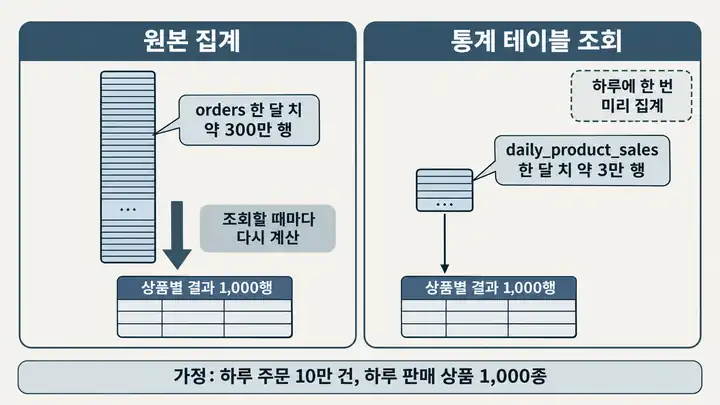 원본 집계
orders 한 달 치
약 300만 행
...
조회할 때마다
다시 계산
상품별 결과 1,000행
통계 테이블 조회
하루에 한 번
미리 집계
daily_product_sales
한 달 치 약 3만 행
...
상품별 결과 1,000행
가정: 하루 주문 10만 건, 하루 판매 상품 1,000종